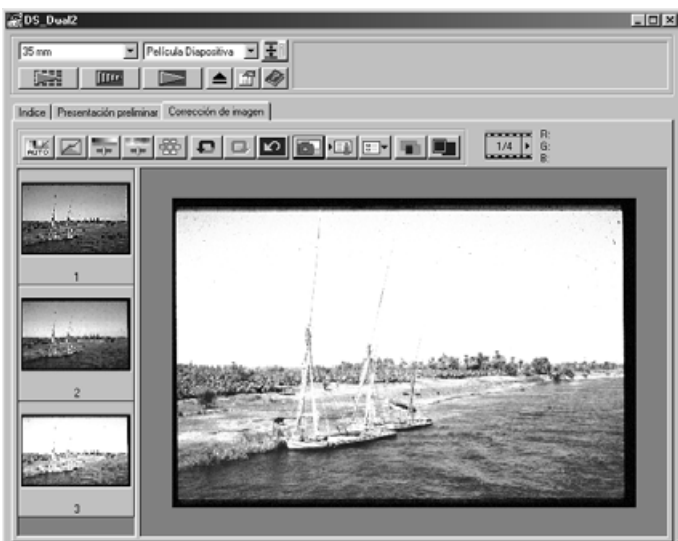 DS_Dual2
35 mm Película Diapositiva
Indice Presentación preliminar Corrección de imagen
AUTO 1/4 R:
G:
B:
1
2
3